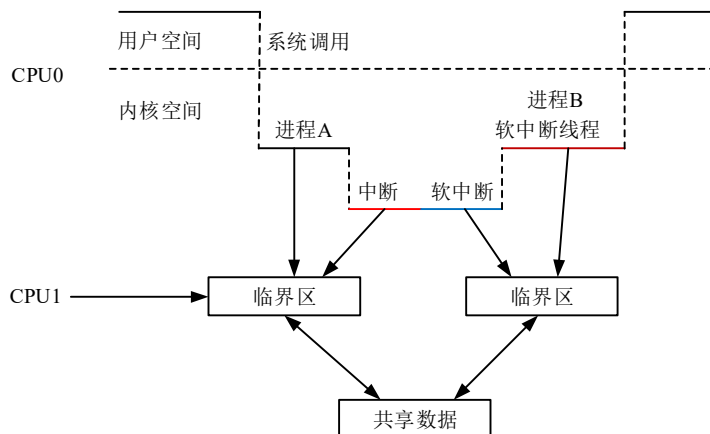 用户空间
系统调用
CPU0
内核空间
进程B
进程A
软中断线程
中断
软中断
CPU1
临界区
临界区
共享数据